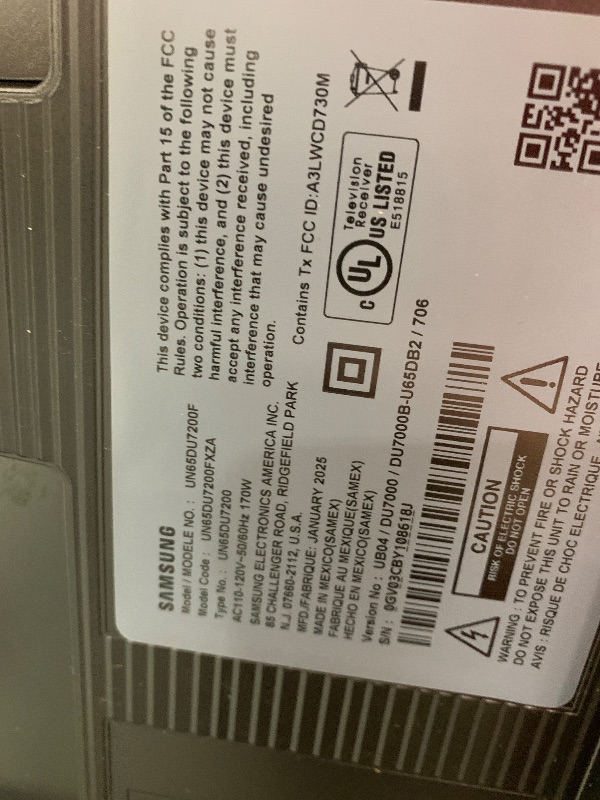 SAMSUNG
Model / MODELE NO. : UN65DU7200F
Model Code : UN65DU7200FXZA
Type No. : UN65DU7200
AC110-120V~50/60Hz 170W
SAMSUNG ELECTRONICS AMERICA INC.
85 CHALLENGER ROAD, RIDGEFIELD PARK
N.J. 07660-2112, U.S.A.
MFD./FABRIQUE: JANUARY 2025
MADE IN MEXICO(SAMEX)
FABRIQUE AU MEXIQUE(SAMEX)
HECHO EN MEXICO(SAMEX)
Version No : UB04 / DU7000 / DU7000B-U65DB2 / 706
S/N : 0GV03CBY108618J
This device complies with Part 15 of the FCC
Rules. Operation is subject to the following
two conditions: (1) this device may not cause
harmful interference, and (2) this device must
accept any interference received, including
interference that may cause undesired
operation.
Contains Tx FCC ID:A3LWCD730M
C UL US LISTED
Television
Receiver
E518815
CAUTION
RISK OF ELECTRIC SHOCK
DO NOT OPEN
WARNING : TO PREVENT FIRE OR SHOCK HAZARD
DO NOT EXPOSE THIS UNIT TO RAIN OR MOISTURE
AVIS : RISQUE DE CHOC ELECTRIQUE